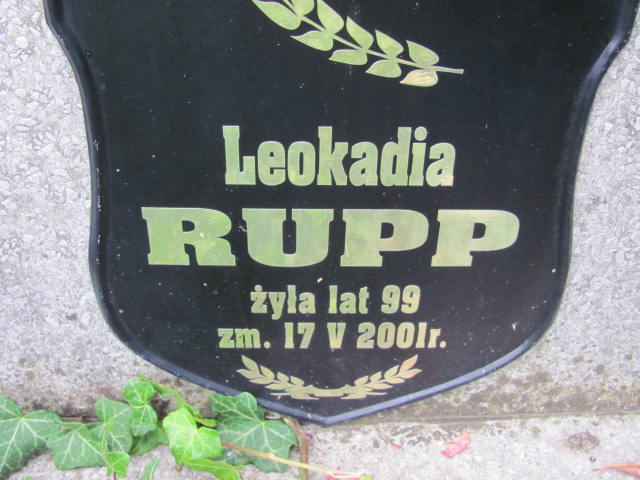 Leokadia
RUPP
żyła lat 99
zm. 17 V 2001r.